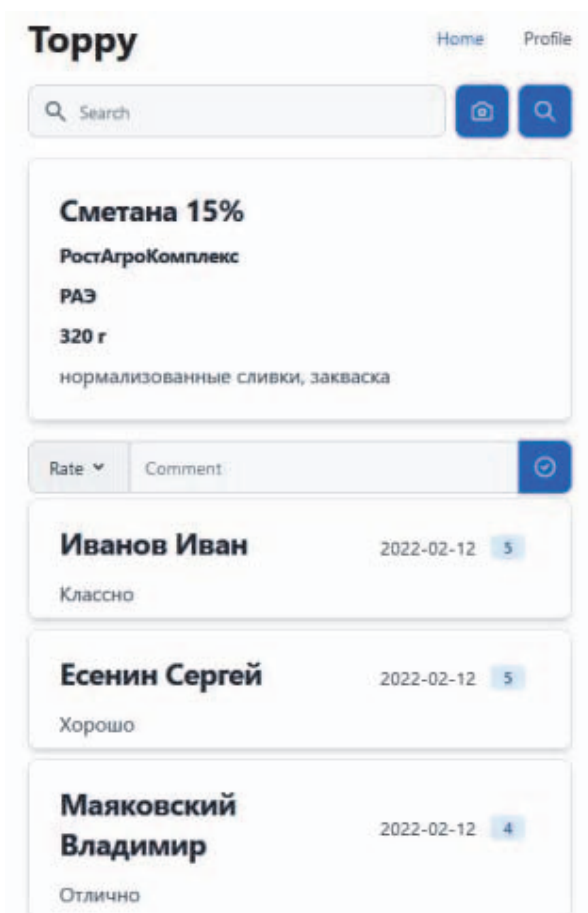 Toppy
Home Profile
Search
Сметана 15%
РостАгроКомплекс
РАЭ
320 г
нормализованные сливки, закваска
Rate Comment
Иванов Иван 2022-02-12 5
Классно
Есенин Сергей 2022-02-12 5
Хорошо
Маяковский
Владимир 2022-02-12 4
Отлично